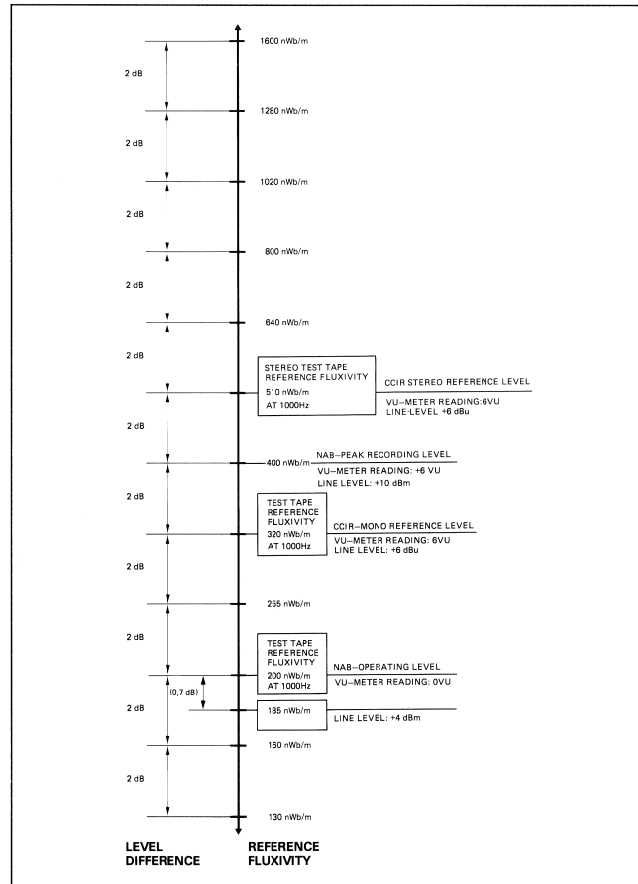 1600 nWb/m
2 dB
1280 nWb/m
2 dB
1020 nWb/m
2 dB
800 nWb/m
2 dB
640 nWb/m
2 dB
STEREO TEST TAPE
REFERENCE FLUXIVITY
510 nWb/m
AT 1000Hz
CCIR STEREO REFERENCE LEVEL
VU-METER READING:6VU
LINE-LEVEL +6 dBu
2 dB
400 nWb/m
NAB-PEAK RECORDING LEVEL
VU-METER READING: +6 VU
LINE LEVEL: +10 dBm
2 dB
TEST TAPE
REFERENCE
FLUXIVITY
320 nWb/m
AT 1000Hz
CCIR-MONO REFERENCE LEVEL
VU-METER READING: 6VU
LINE LEVEL: +6 dBu
2 dB
255 nWb/m
2 dB
TEST TAPE
REFERENCE
FLUXIVITY
200 nWb/m
AT 1000Hz
NAB-OPERATING LEVEL
VU-METER READING: 0VU
(0,7 dB)
2 dB
185 nWb/m
LINE LEVEL: +4 dBm
160 nWb/m
2 dB
130 nWb/m
LEVEL
DIFFERENCE
REFERENCE
FLUXIVITY